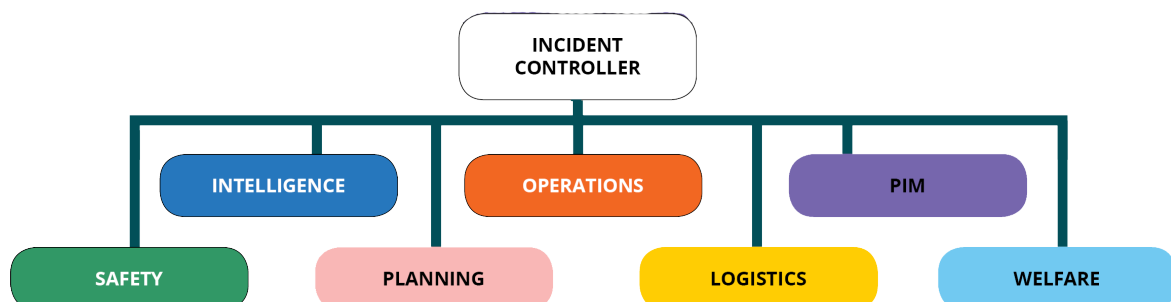 INCIDENT
CONTROLLER
INTELLIGENCE
OPERATIONS
PIM
SAFETY
PLANNING
LOGISTICS
WELFARE